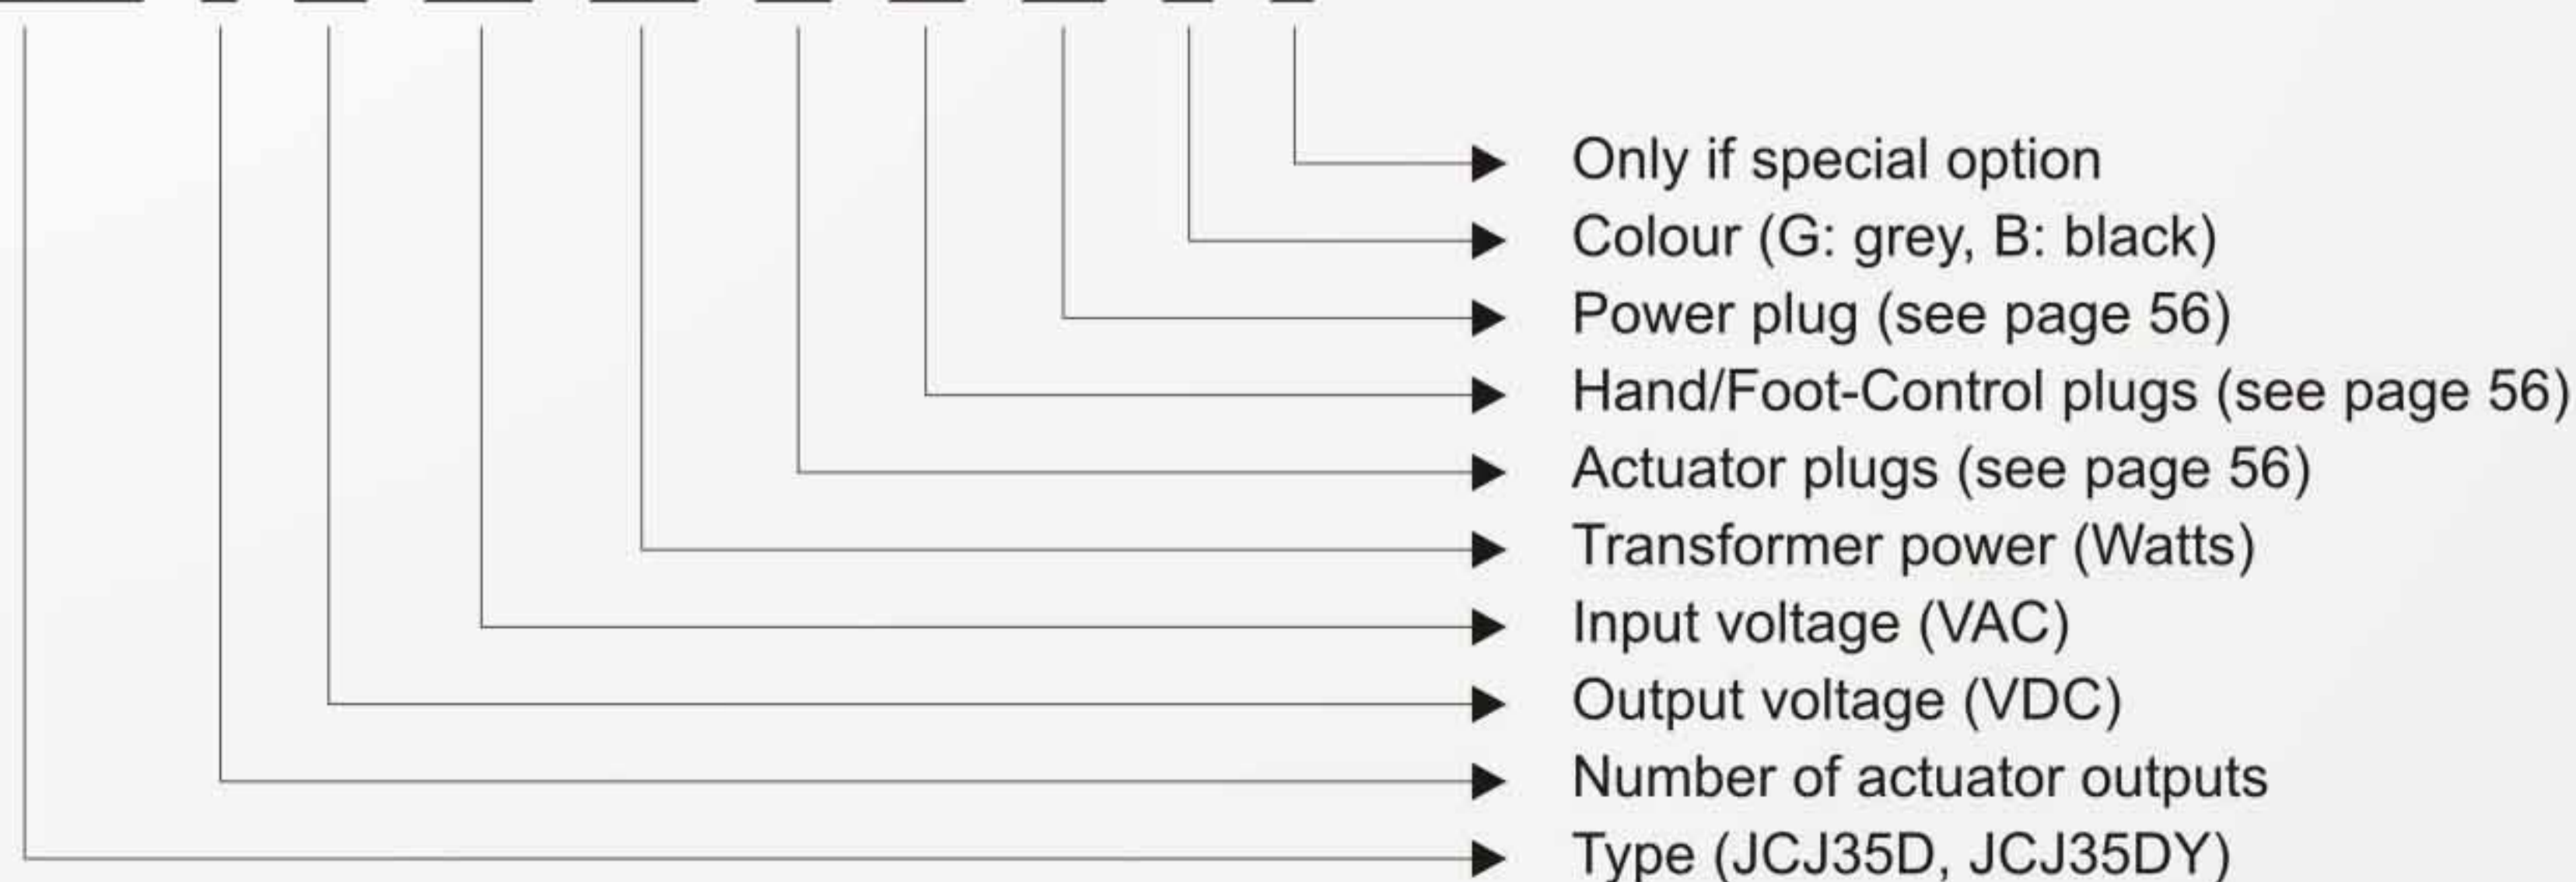 Only if special option
Colour (G: grey, B: black)
Power plug (see page 56)
Hand/Foot-Control plugs (see page 56)
Actuator plugs (see page 56)
Transformer power (Watts)
Input voltage (VAC)
Output voltage (VDC)
Number of actuator outputs
Type (JCJ35D, JCJ35DY)